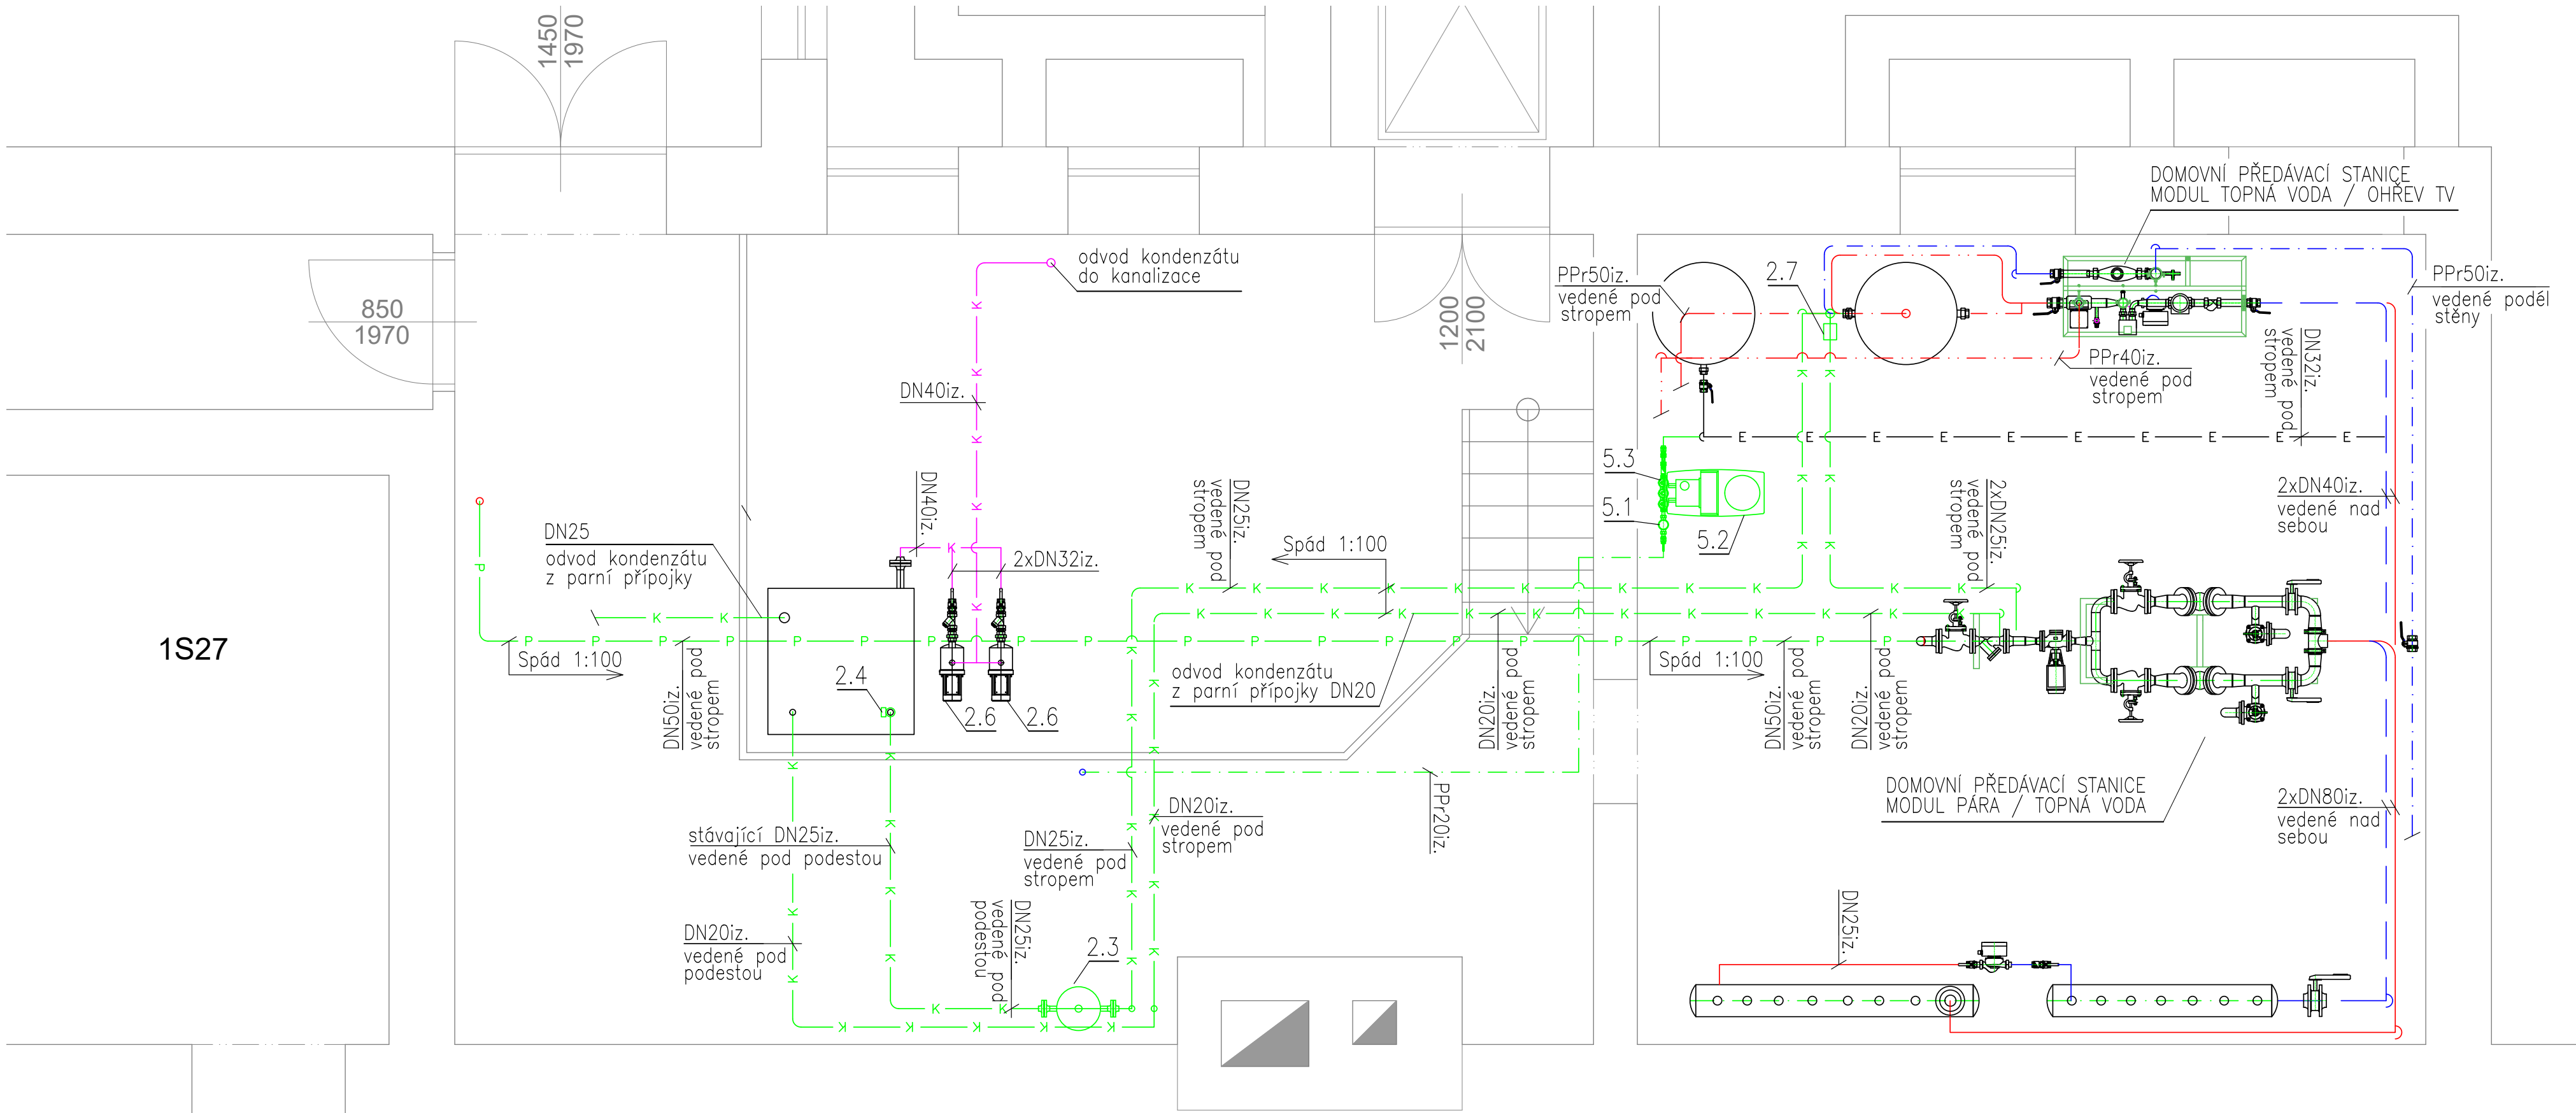 1450
1970
DOMOVNÍ PŘEDÁVACÍ STANICE
MODUL TOPNÁ VODA / OHŘEV TV
odvod kondenzátu
do kanalizace
850
1970
1200
2100
PPr50iz.
vedené pod
stropem
2.7
PPr50iz.
vedené podél
stěny
PPr40iz.
vedené pod
stropem
DN32iz.
vedené pod
stropem
DN40iz.
E E E E E E E E E E
5.3
5.1
5.2
DN40iz.
DN25iz.
vedené pod
stropem
2xDN25iz.
vedené pod
stropem
2xDN40iz.
vedené nad
sebou
DN25
odvod kondenzátu
z parní přípojky
2xDN32iz.
Spád 1:100
1S27
Spád 1:100
DN50iz.
vedené pod
stropem
2.4
2.6
2.6
odvod kondenzátu
z parní přípojky DN20
DN20iz.
vedené pod
stropem
Spád 1:100
DN50iz.
vedené pod
stropem
DN20iz.
vedené pod
stropem
DOMOVNÍ PŘEDÁVACÍ STANICE
MODUL PÁRA / TOPNÁ VODA
2xDN80iz.
vedené nad
sebou
stávající DN25iz.
vedené pod podestou
DN25iz.
vedené pod
stropem
DN20iz.
vedené pod
stropem
PPr20iz.
DN20iz.
vedené pod
podestou
DN25iz.
vedené pod
podestou
2.3
DN25iz.